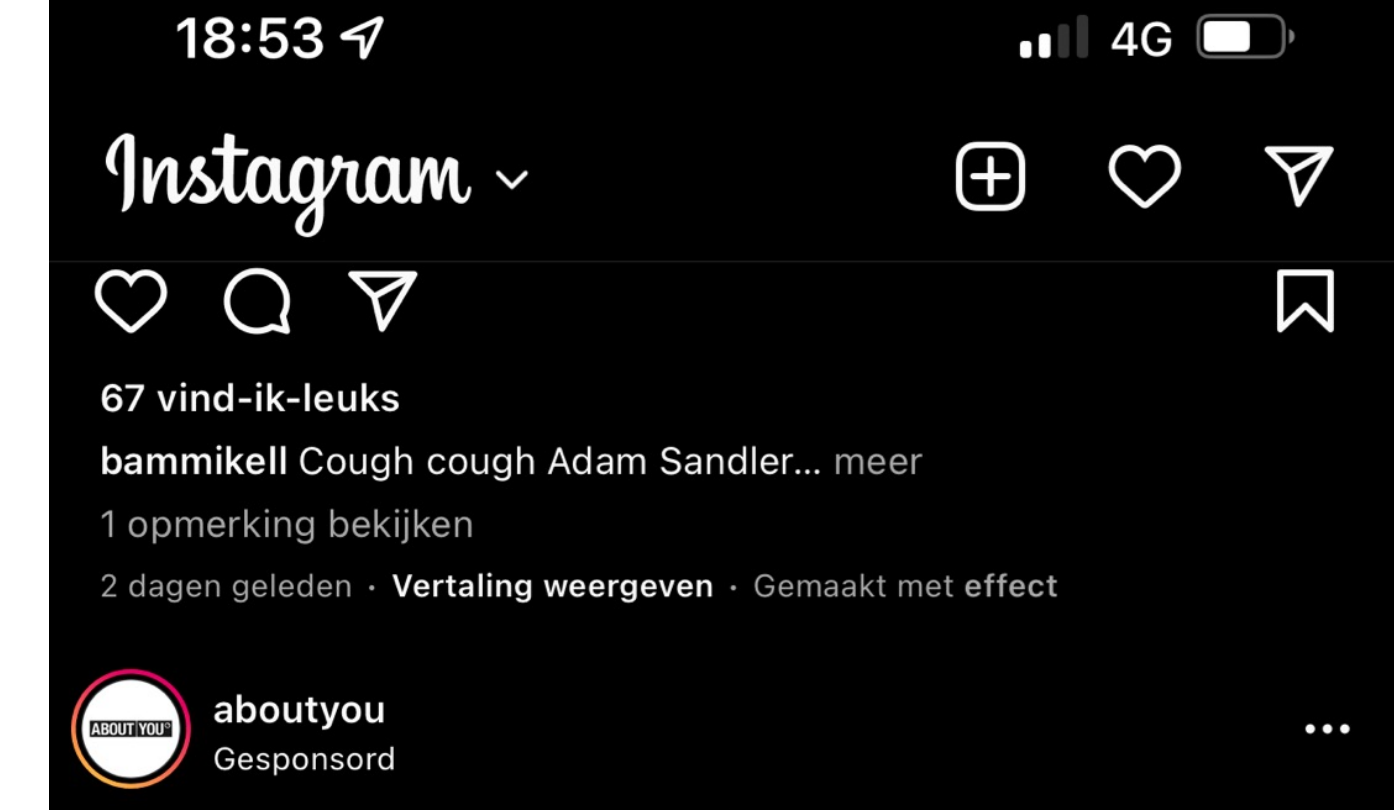 18:53 4G
Instagram
67 vind-ik-leuks
bammikell Cough cough Adam Sandler... meer
1 opmerking bekijken
2 dagen geleden · Vertaling weergeven · Gemaakt met effect
ABOUT YOU°
aboutyou
Gesponsord